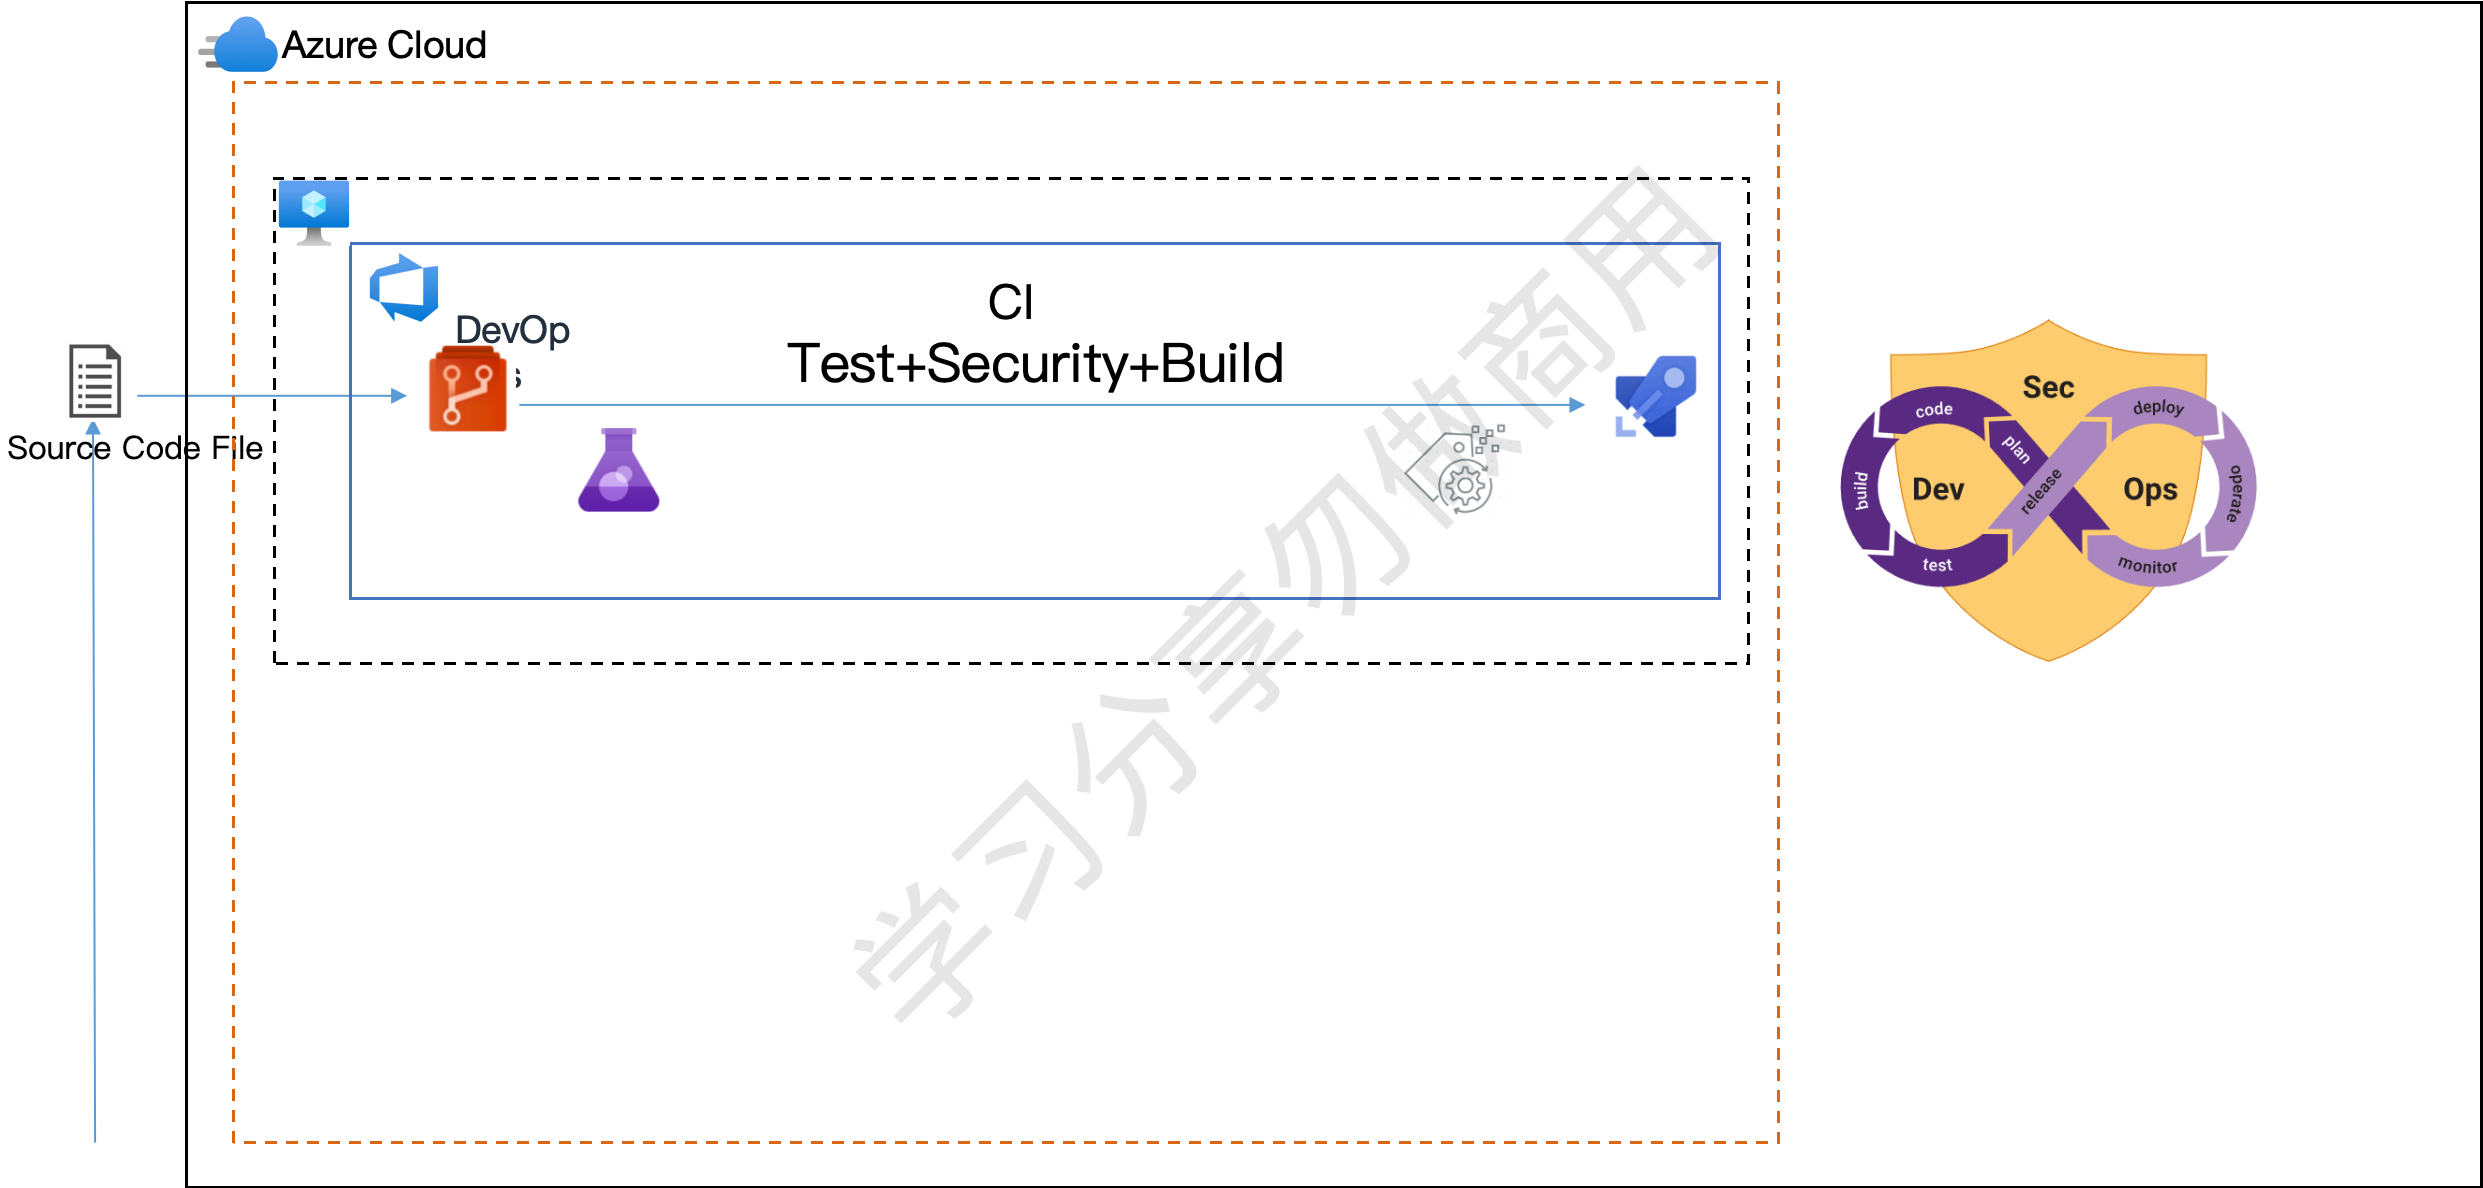 Azure Cloud
CI
DevOp
s
Test+Security+Build
Source Code File
Sec
code
deploy
plan
build
Dev
release
Ops
operate
test
monitor
学习分享勿做商用